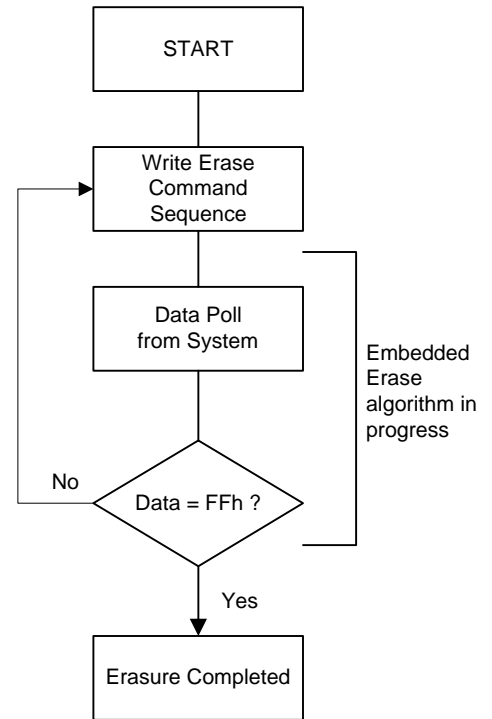 START
Write Erase
Command
Sequence
Data Poll
from System
Embedded
Erase
algorithm in
progress
No
Data = FFh ?
Yes
Erasure Completed